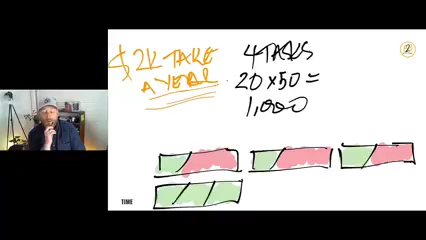 $2K TAKE
A YEAR.
4 TASKS
20 x 50 =
1,000
TIME